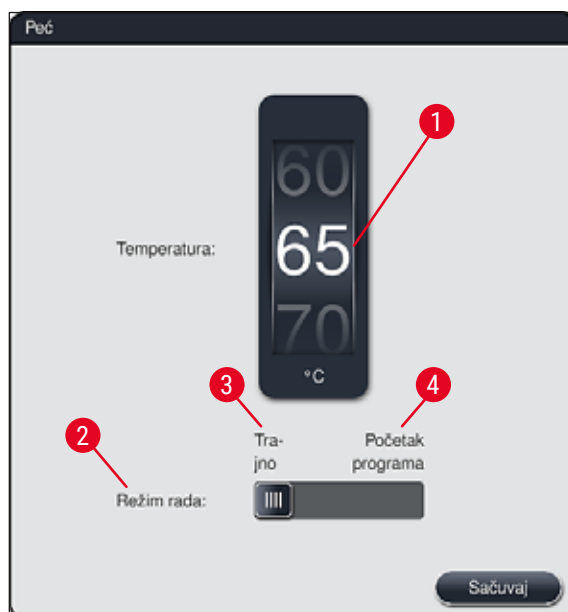 Peć
1
60
Temperatura:
65
70
°C
3
4
2
Tra-
jno
Početak
programa
Režim rada:
Sačuvaj